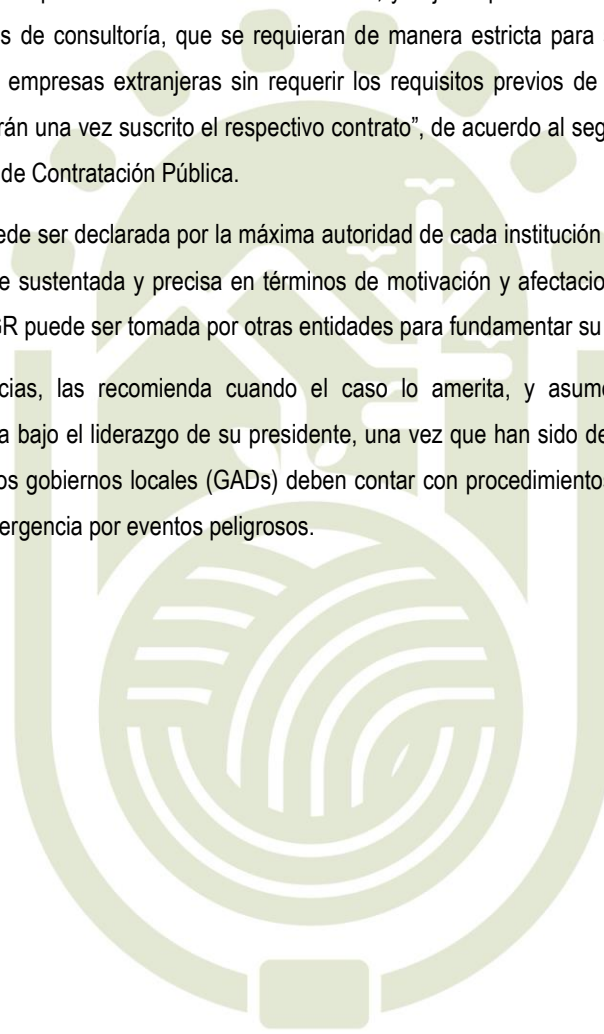 s de consultoría, que se requieran de manera estricta para
empresas extranjeras sin requerir los requisitos previos de
rán una vez suscrito el respectivo contrato”, de acuerdo al seg
de Contratación Pública.
ede ser declarada por la máxima autoridad de cada institución
e sustentada y precisa en términos de motivación y afectacio
GR puede ser tomada por otras entidades para fundamentar su
cias, las recomienda cuando el caso lo amerita, y asum
a bajo el liderazgo de su presidente, una vez que han sido de
os gobiernos locales (GADs) deben contar con procedimientos
ergencia por eventos peligrosos.